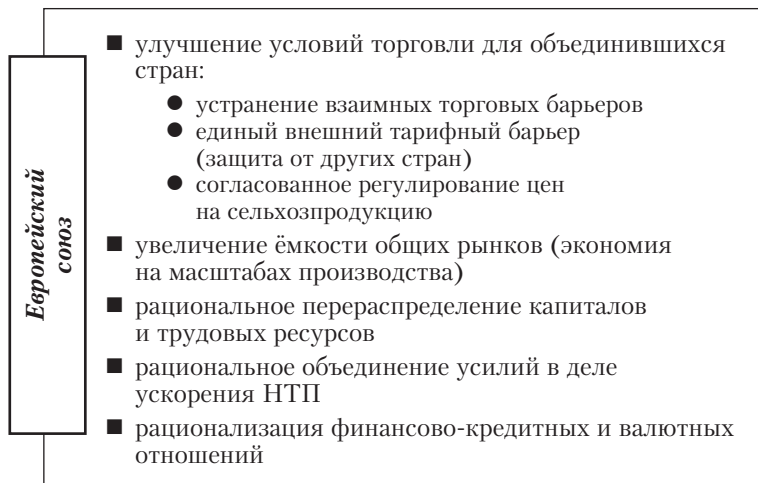 Европейский
союз
■ улучшение условий торговли для объединившихся
стран:
● устранение взаимных торговых барьеров
● единый внешний тарифный барьер
(защита от других стран)
● согласованное регулирование цен
на сельхозпродукцию
■ увеличение ёмкости общих рынков (экономия
на масштабах производства)
■ рациональное перераспределение капиталов
и трудовых ресурсов
■ рациональное объединение усилий в деле
ускорения НТП
■ рационализация финансово-кредитных и валютных
отношений